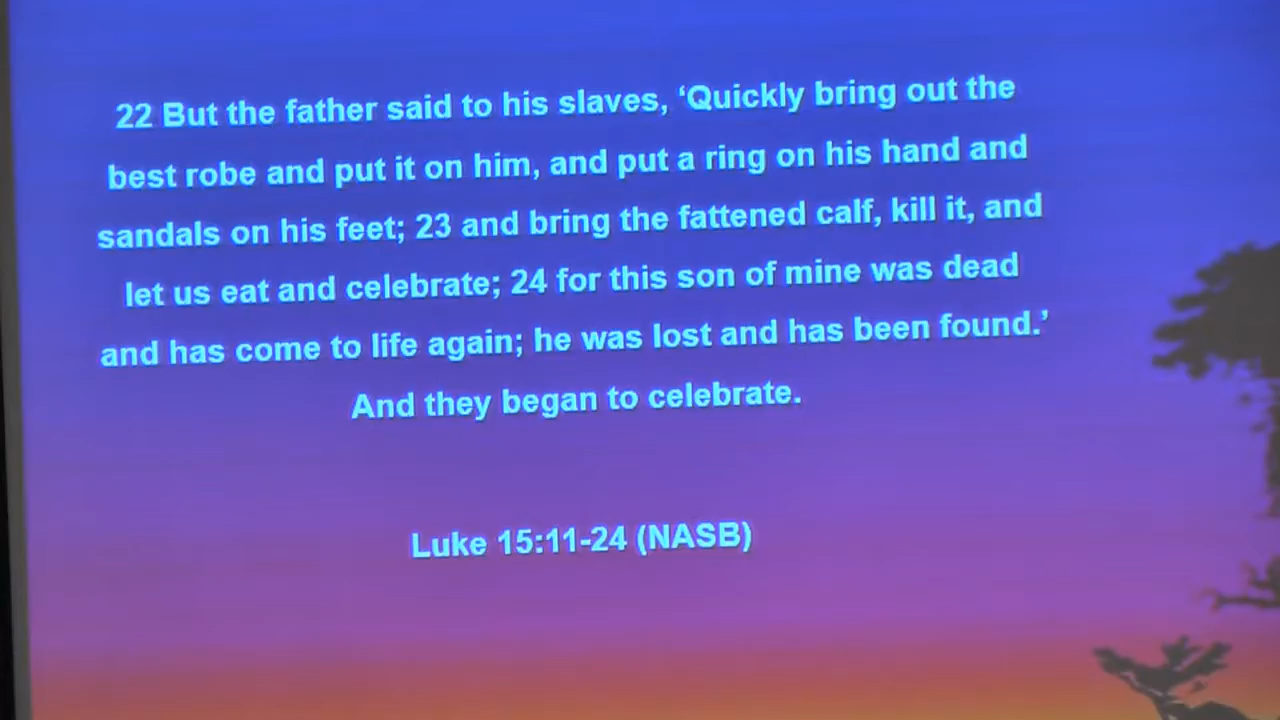 22 But the father said to his slaves, ‘Quickly bring out the
best robe and put it on him, and put a ring on his hand and
sandals on his feet; 23 and bring the fattened calf, kill it, and
let us eat and celebrate; 24 for this son of mine was dead
and has come to life again; he was lost and has been found.’
And they began to celebrate.
Luke 15:11-24 (NASB)